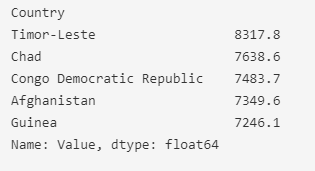 Country
Timor-Leste 8317.8
Chad 7638.6
Congo Democratic Republic 7483.7
Afghanistan 7349.6
Guinea 7246.1
Name: Value, dtype: float64